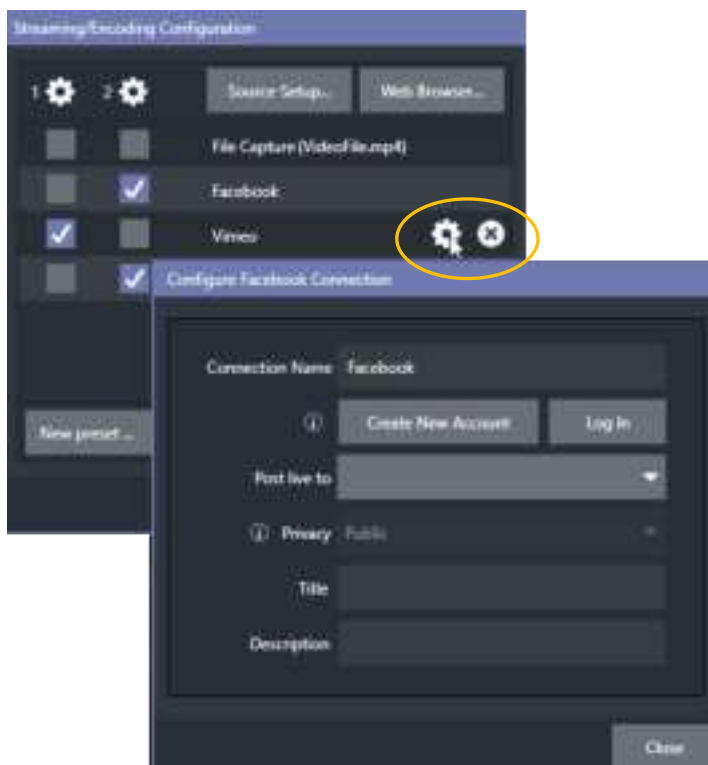 Streaming/Encoding Configuration
1 2 Source Setup... Web Browser...
File Capture (VideoFile.mp4)
Facebook
Vimeo
Configure Facebook Connection
Connection Name Facebook
Create New Account Log In
New preset ...
Post live to
Privacy Public
Title
Description
Close